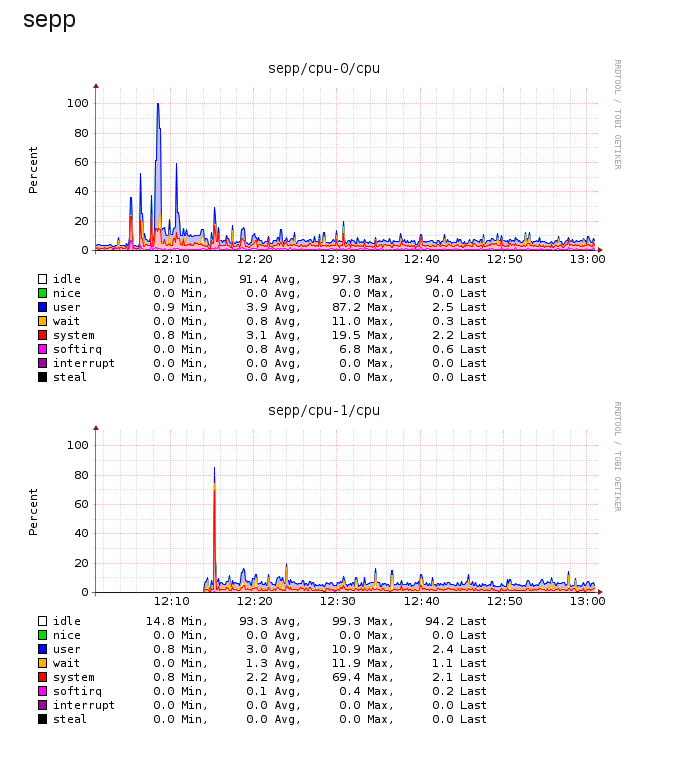 sepp
sepp/cpu-0/cpu
RRDTOOL / TOBI OETIKER
Percent
100
80
60
40
20
0
12:10 12:20 12:30 12:40 12:50 13:00
idle 0.0 Min, 91.4 Avg, 97.3 Max, 94.4 Last
nice 0.0 Min, 0.0 Avg, 0.0 Max, 0.0 Last
user 0.9 Min, 3.9 Avg, 87.2 Max, 2.5 Last
wait 0.0 Min, 0.8 Avg, 11.0 Max, 0.3 Last
system 0.8 Min, 3.1 Avg, 19.5 Max, 2.2 Last
softirq 0.0 Min, 0.8 Avg, 6.8 Max, 0.6 Last
interrupt 0.0 Min, 0.0 Avg, 0.0 Max, 0.0 Last
steal 0.0 Min, 0.0 Avg, 0.0 Max, 0.0 Last
sepp/cpu-1/cpu
RRDTOOL / TOBI OETIKER
Percent
100
80
60
40
20
0
12:10 12:20 12:30 12:40 12:50 13:00
idle 14.8 Min, 93.3 Avg, 99.3 Max, 94.2 Last
nice 0.0 Min, 0.0 Avg, 0.0 Max, 0.0 Last
user 0.8 Min, 3.0 Avg, 10.9 Max, 2.4 Last
wait 0.0 Min, 1.3 Avg, 11.9 Max, 1.1 Last
system 0.8 Min, 2.2 Avg, 69.4 Max, 2.1 Last
softirq 0.0 Min, 0.1 Avg, 0.4 Max, 0.2 Last
interrupt 0.0 Min, 0.0 Avg, 0.0 Max, 0.0 Last
steal 0.0 Min, 0.0 Avg, 0.0 Max, 0.0 Last